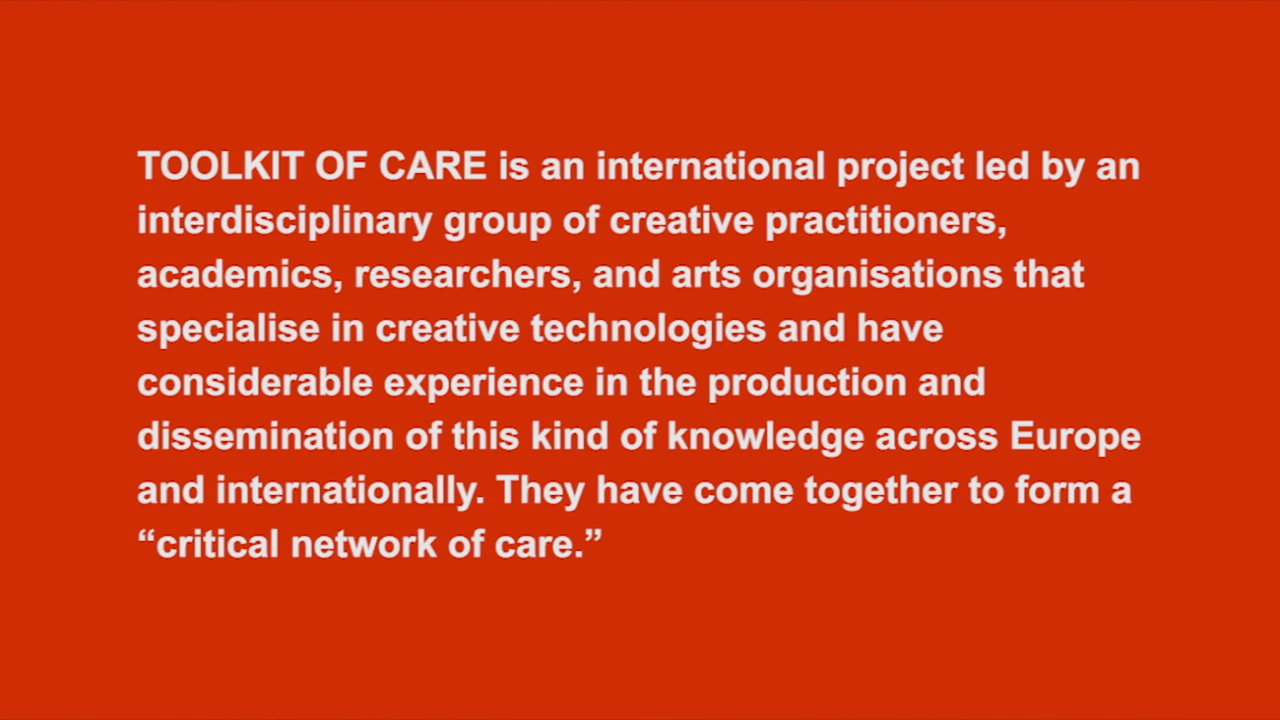 TOOLKIT OF CARE is an international project led by an
interdisciplinary group of creative practitioners,
academics, researchers, and arts organisations that
specialise in creative technologies and have
considerable experience in the production and
dissemination of this kind of knowledge across Europe
and internationally. They have come together to form a
“critical network of care.”